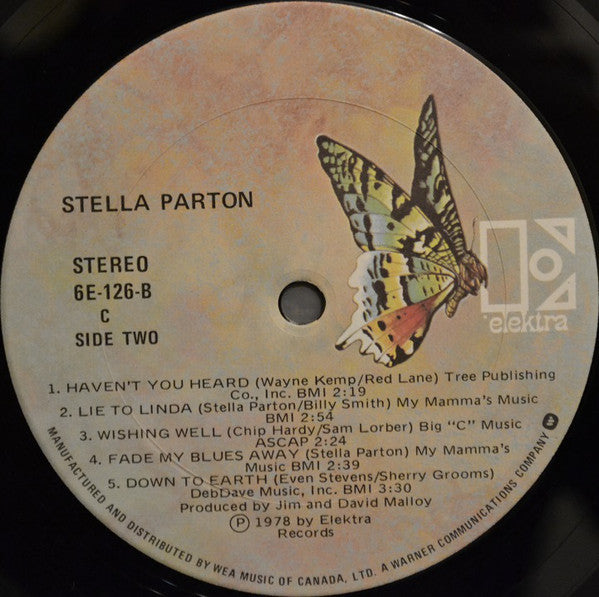 STELLA PARTON
STEREO
6E-126-B
C
SIDE TWO
elektra
1. HAVEN'T YOU HEARD (Wayne Kemp/Red Lane) Tree Publishing
Co., Inc. BMI 2:19
2. LIE TO LINDA (Stella Parton/Billy Smith) My Mamma's Music
BMI 2:54
3. WISHING WELL (Chip Hardy/Sam Lorber) Big "C" Music
ASCAP 2:24
4. FADE MY BLUES AWAY (Stella Parton) My Mamma's
Music BMI 2:39
5. DOWN TO EARTH (Even Stevens/Sherry Grooms)
DebDave Music, Inc. BMI 3:30
Produced by Jim and David Malloy
Ⓟ 1978 by Elektra
Records
MANUFACTURED AND DISTRIBUTED BY WEA MUSIC OF CANADA, LTD. A WARNER COMMUNICATIONS COMPANY